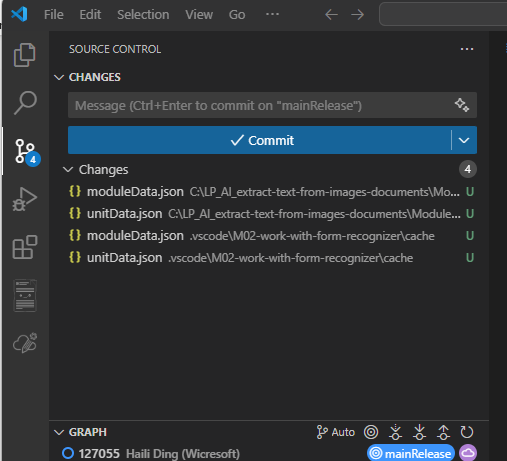 File Edit Selection View Go ···
SOURCE CONTROL ···
CHANGES
Message (Ctrl+Enter to commit on "mainRelease")
Commit
Changes 4
{} moduleData.json C:\LP_AI_extract-text-from-images-documents\Mo... U
{} unitData.json C:\LP_AI_extract-text-from-images-documents\Module... U
{} moduleData.json .vscode\M02-work-with-form-recognizer\cache U
{} unitData.json .vscode\M02-work-with-form-recognizer\cache U
4
GRAPH Auto
127055 Haili Ding (Wicresoft) mainRelease